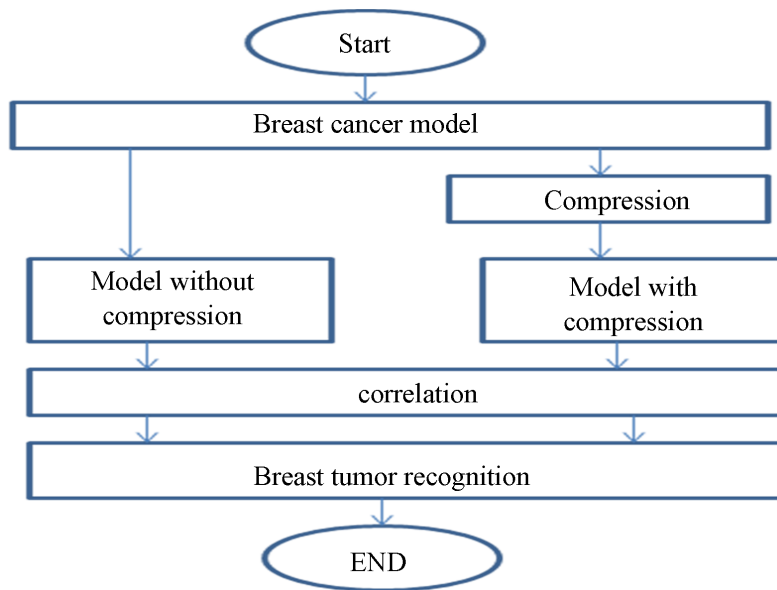 Start
Breast cancer model
Compression
Model without
compression
Model with
compression
correlation
Breast tumor recognition
END